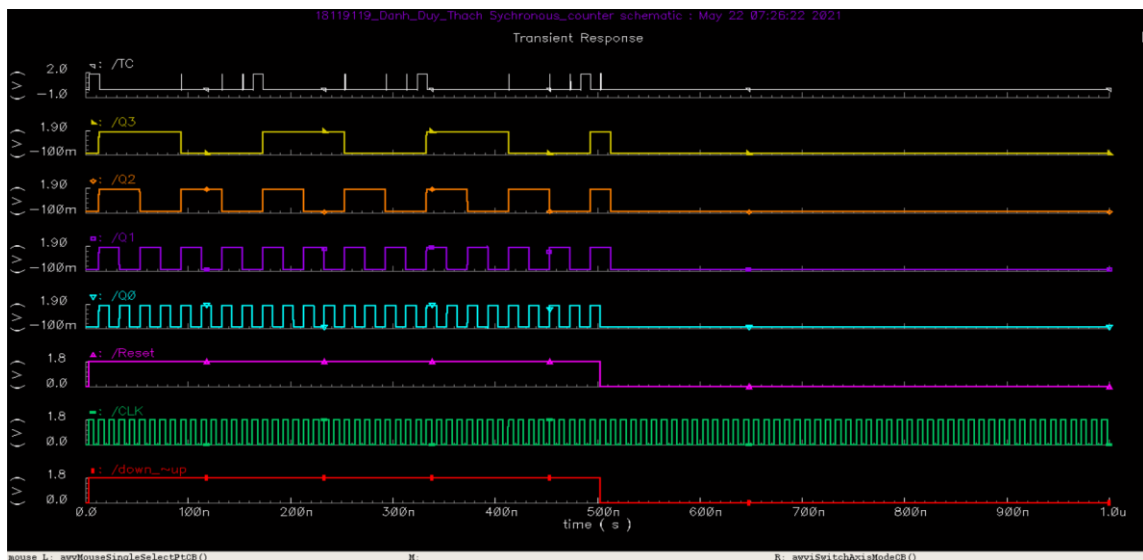 18119119_Danh_Duy_Thach Sychronous_counter schematic : May 22 07:26:22 2021
Transient Response
/TC
(V)
2.0
-1.0
/Q3
(V)
1.90
-100m
/Q2
(V)
1.90
-100m
/Q1
(V)
1.90
-100m
/Q0
(V)
1.90
-100m
/Reset
(V)
1.8
0.0
/CLK
(V)
1.8
0.0
/down_~up
(V)
1.8
0.0
0.0 100n 200n 300n 400n 500n 600n 700n 800n 900n 1.0u
time ( s )
mouse L: awvMouseSingleSelectPtCB() M: R: awviSwitchAxisModeCB()